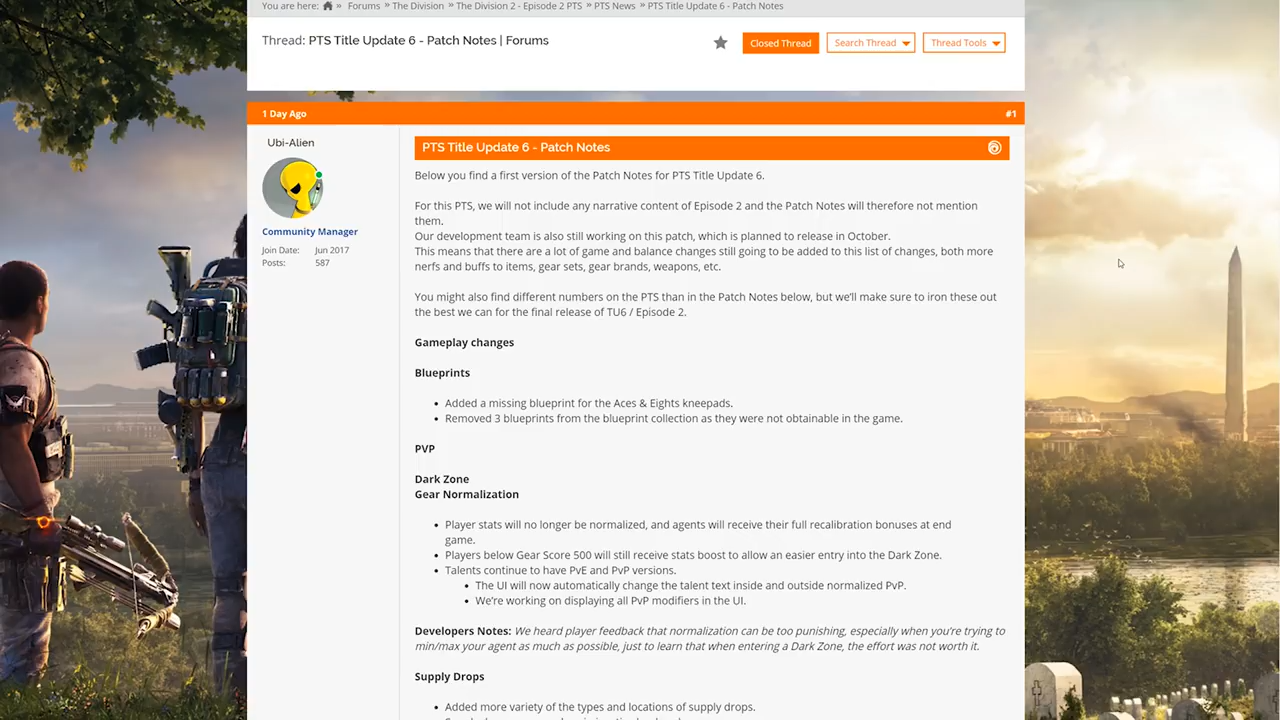 You are here: » Forums » The Division » The Division 2 - Episode 2 PTS » PTS News » PTS Title Update 6 - Patch Notes
Thread: PTS Title Update 6 - Patch Notes | Forums
Closed Thread
Search Thread
Thread Tools
1 Day Ago
#1
Ubi-Alien
Community Manager
Join Date: Jun 2017
Posts: 587
PTS Title Update 6 - Patch Notes
Below you find a first version of the Patch Notes for PTS Title Update 6.
For this PTS, we will not include any narrative content of Episode 2 and the Patch Notes will therefore not mention
them.
Our development team is also still working on this patch, which is planned to release in October.
This means that there are a lot of game and balance changes still going to be added to this list of changes, both more
nerfs and buffs to items, gear sets, gear brands, weapons, etc.
You might also find different numbers on the PTS than in the Patch Notes below, but we'll make sure to iron these out
the best we can for the final release of TU6 / Episode 2.
Gameplay changes
Blueprints
• Added a missing blueprint for the Aces & Eights kneepads.
• Removed 3 blueprints from the blueprint collection as they were not obtainable in the game.
PVP
Dark Zone
Gear Normalization
• Player stats will no longer be normalized, and agents will receive their full recalibration bonuses at end
game.
• Players below Gear Score 500 will still receive stats boost to allow an easier entry into the Dark Zone.
• Talents continue to have PvE and PvP versions.
• The UI will now automatically change the talent text inside and outside normalized PvP.
• We're working on displaying all PvP modifiers in the UI.
Developers Notes: We heard player feedback that normalization can be too punishing, especially when you're trying to
min/max your agent as much as possible, just to learn that when entering a Dark Zone, the effort was not worth it.
Supply Drops
• Added more variety of the types and locations of supply drops.